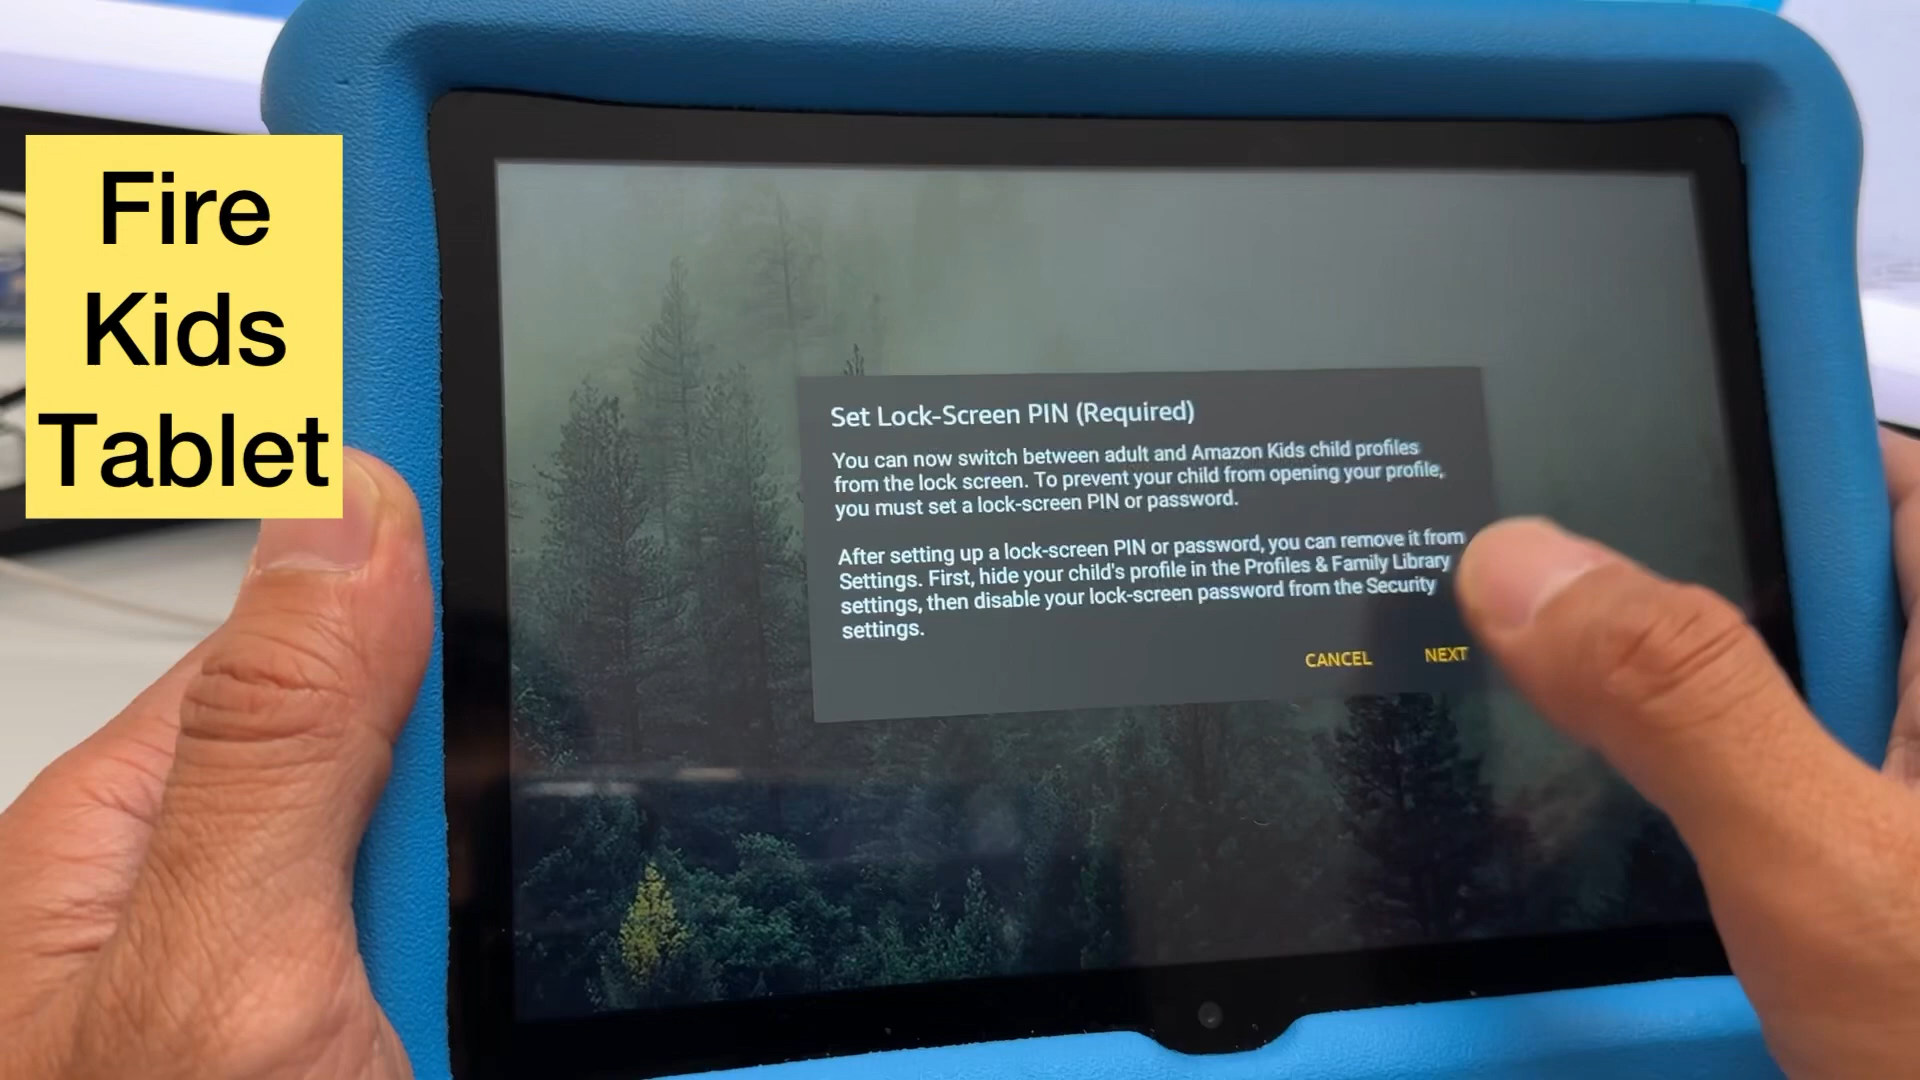 Fire
Kids
Tablet
Set Lock-Screen PIN (Required)
You can now switch between adult and Amazon Kids child profiles
from the lock screen. To prevent your child from opening your profile,
you must set a lock-screen PIN or password.
After setting up a lock-screen PIN or password, you can remove it from
Settings. First, hide your child's profile in the Profiles & Family Library
settings, then disable your lock-screen password from the Security
settings.
CANCEL NEXT